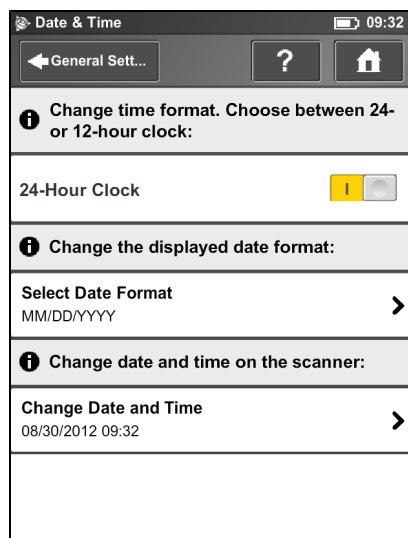 Date & Time 09:32
General Sett...
?
Change time format. Choose between 24-
or 12-hour clock:
24-Hour Clock
I
Change the displayed date format:
Select Date Format
MM/DD/YYYY
Change date and time on the scanner:
Change Date and Time
08/30/2012 09:32